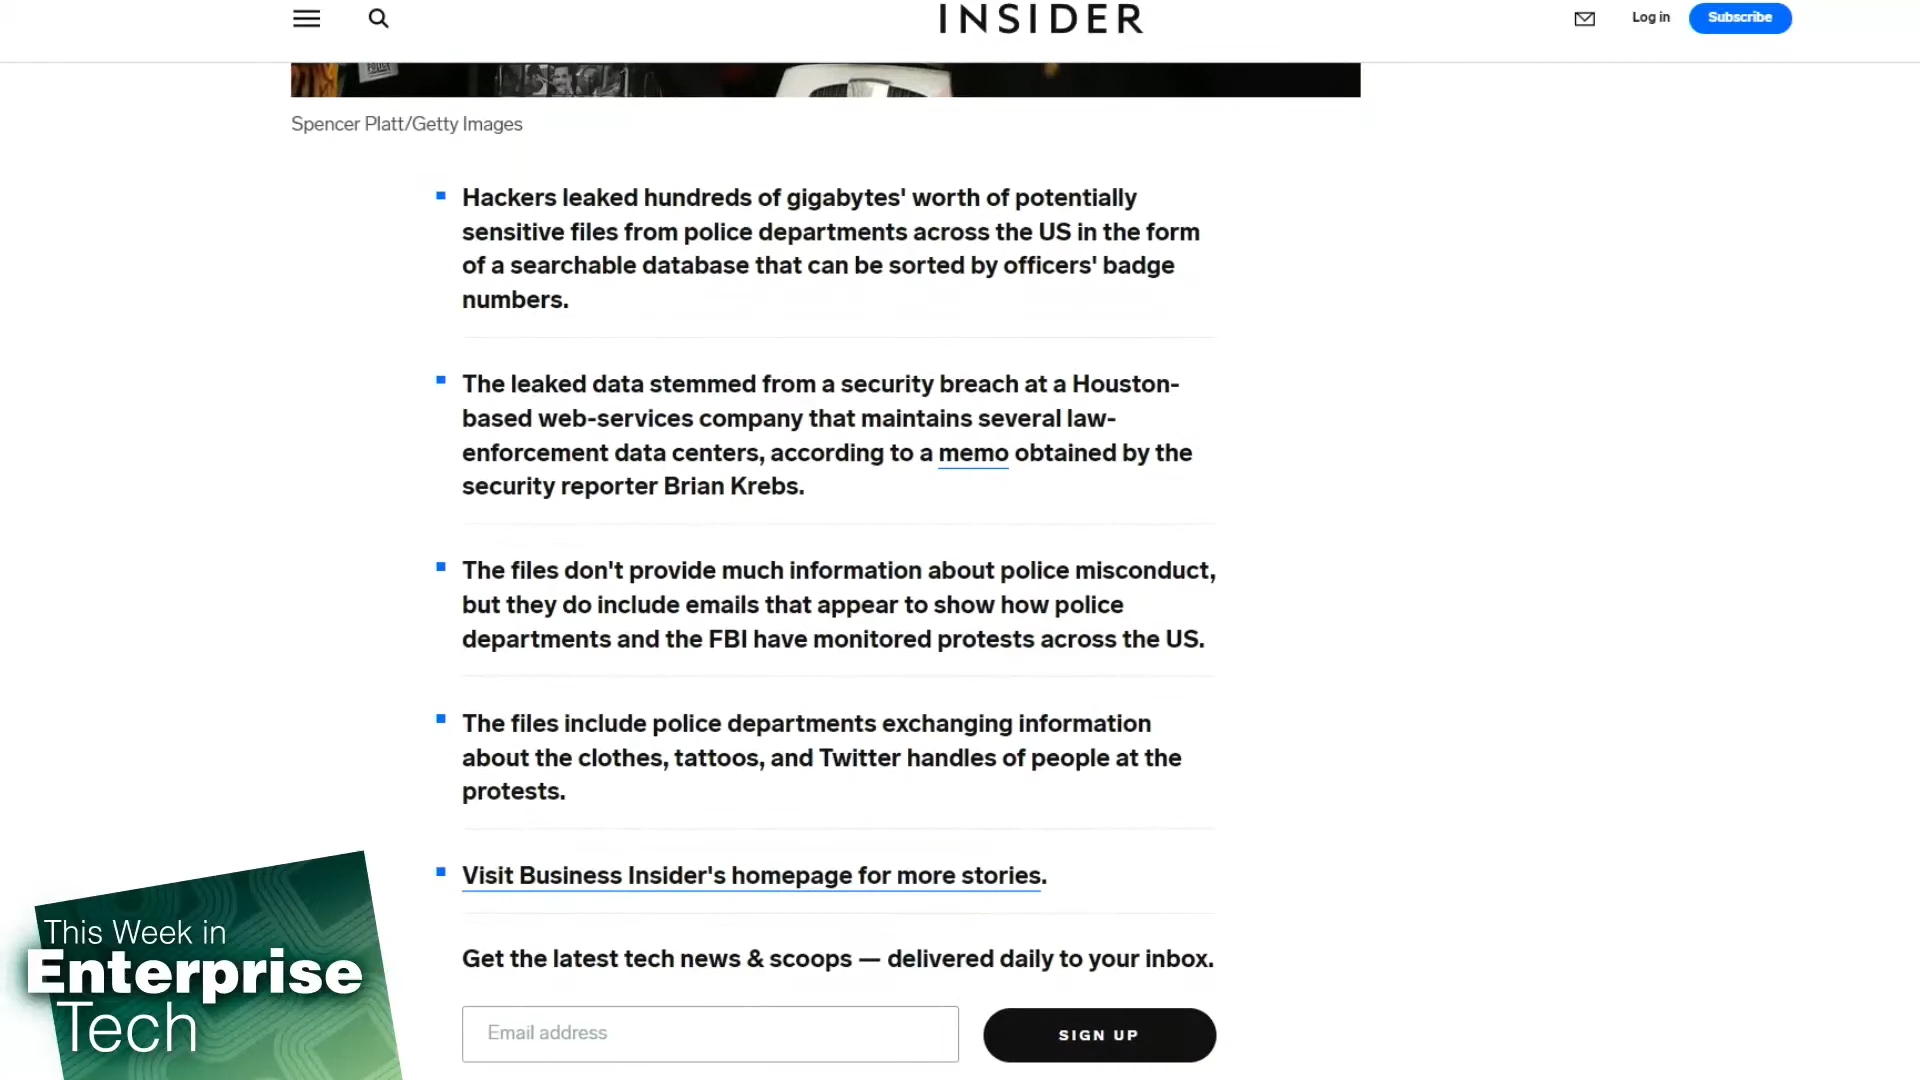 INSIDER
Log in
Subscribe
Spencer Platt/Getty Images
Hackers leaked hundreds of gigabytes' worth of potentially
sensitive files from police departments across the US in the form
of a searchable database that can be sorted by officers' badge
numbers.
The leaked data stemmed from a security breach at a Houston-
based web-services company that maintains several law-
enforcement data centers, according to a memo obtained by the
security reporter Brian Krebs.
The files don't provide much information about police misconduct,
but they do include emails that appear to show how police
departments and the FBI have monitored protests across the US.
The files include police departments exchanging information
about the clothes, tattoos, and Twitter handles of people at the
protests.
Visit Business Insider's homepage for more stories.
Get the latest tech news & scoops — delivered daily to your inbox.
Email address
SIGN UP
This Week in
Enterprise
Tech